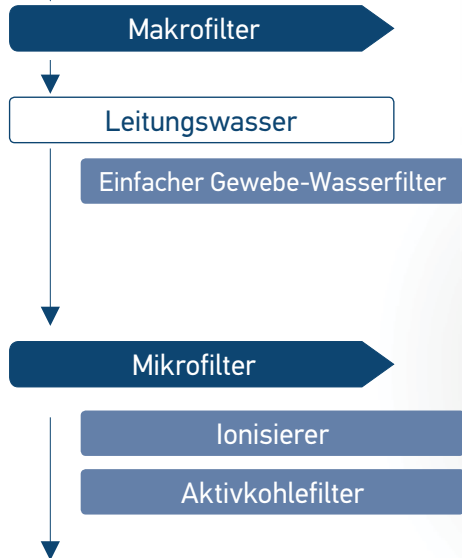 Makrofilter
Leitungswasser
Einfacher Gewebe-Wasserfilter
Mikrofilter
Ionisierer
Aktivkohlefilter